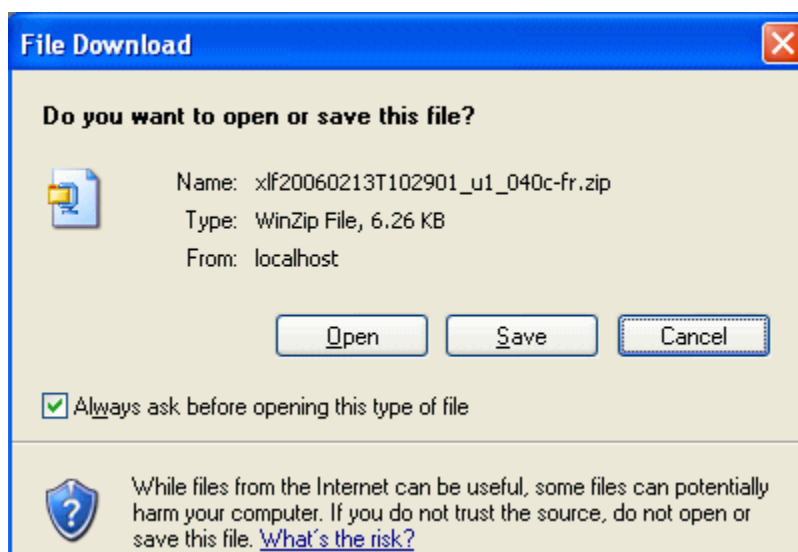 File Download
Do you want to open or save this file?
Name: xlf20060213T102901_u1_040c-fr.zip
Type: WinZip File, 6.26 KB
From: localhost
Open Save Cancel
Always ask before opening this type of file
While files from the Internet can be useful, some files can potentially
harm your computer. If you do not trust the source, do not open or
save this file. What's the risk?